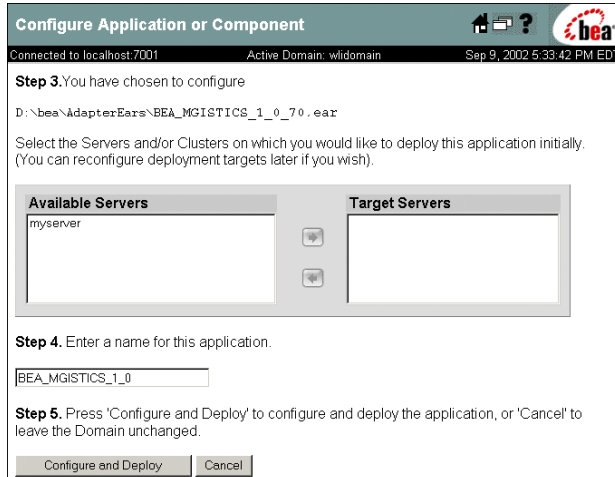 Configure Application or Component
?
bea
Connected to localhost:7001
Active Domain: wlidomain
Sep 9, 2002 5:33:42 PM EDT
Step 3.You have chosen to configure
D:\bea\AdapterEars\BEA_MGISTICS_1_0_70.ear
Select the Servers and/or Clusters on which you would like to deploy this application initially.
(You can reconfigure deployment targets later if you wish).
Available Servers
Target Servers
myserver
Step 4. Enter a name for this application.
BEA_MGISTICS_1_0
Step 5. Press 'Configure and Deploy' to configure and deploy the application, or 'Cancel' to
leave the Domain unchanged.
Configure and Deploy
Cancel